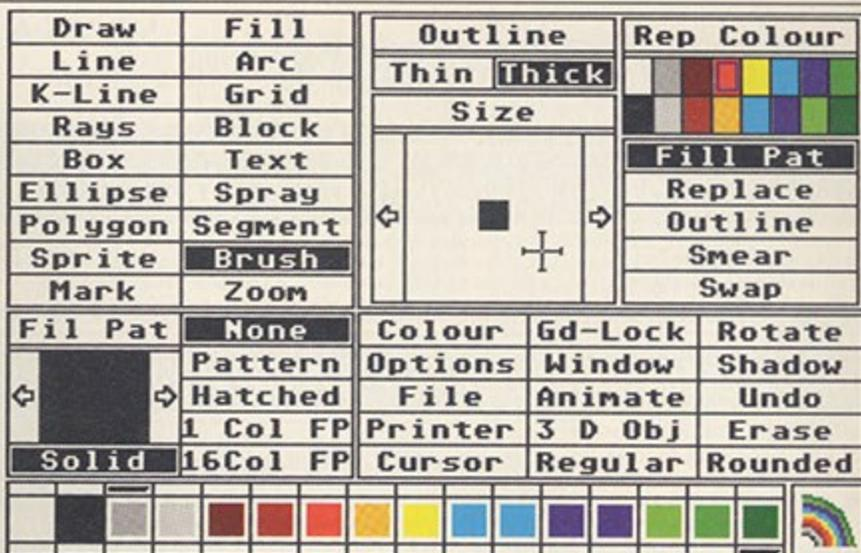 Draw Fill
Line Arc
K-Line Grid
Rays Block
Box Text
Ellipse Spray
Polygon Segment
Sprite Brush
Mark Zoom
Outline
Thin Thick
Size
Rep Colour
Fill Pat
Replace
Outline
Smear
Swap
Fil Pat None
Pattern
Hatched
1 Col FP
Solid 16Col FP
Colour Gd-Lock Rotate
Options Window Shadow
File Animate Undo
Printer 3 D Obj Erase
Cursor Regular Rounded